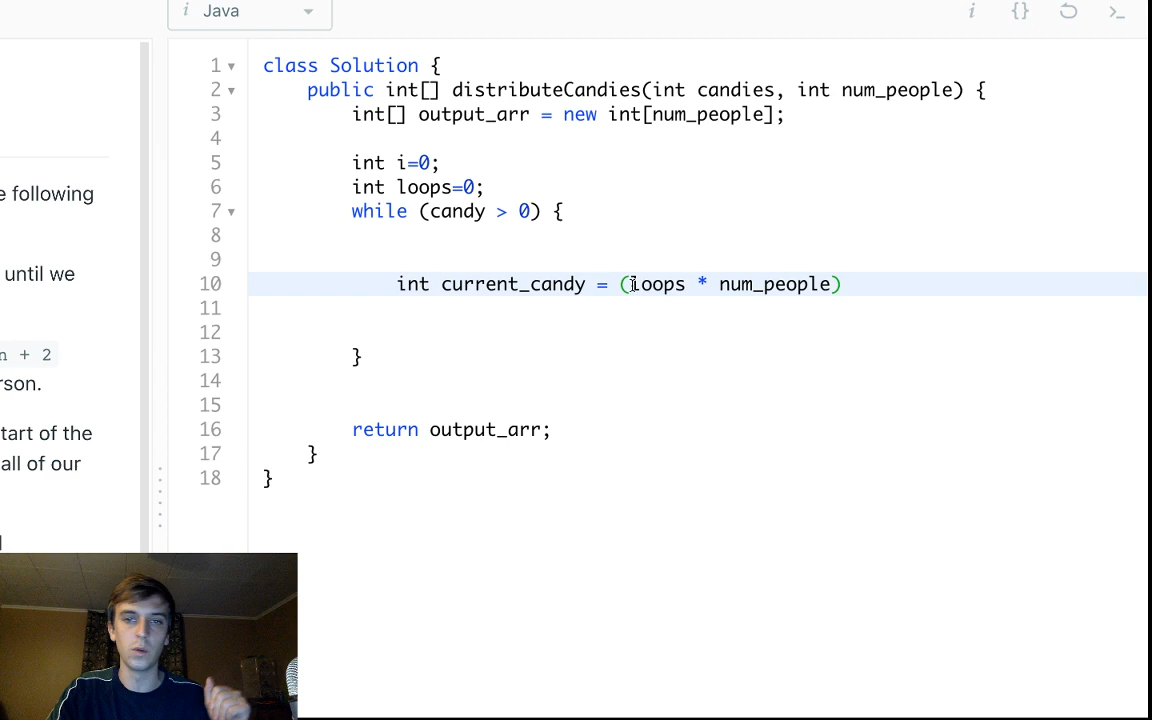 i Java
i {} >_
e following
until we
n + 2
rson.
tart of the
all of our
1 class Solution {
2 public int[] distributeCandies(int candies, int num_people) {
3 int[] output_arr = new int[num_people];
4
5 int i=0;
6 int loops=0;
7 while (candy > 0) {
8
9
10 int current_candy = (loops * num_people)
11
12
13 }
14
15
16 return output_arr;
17 }
18 }